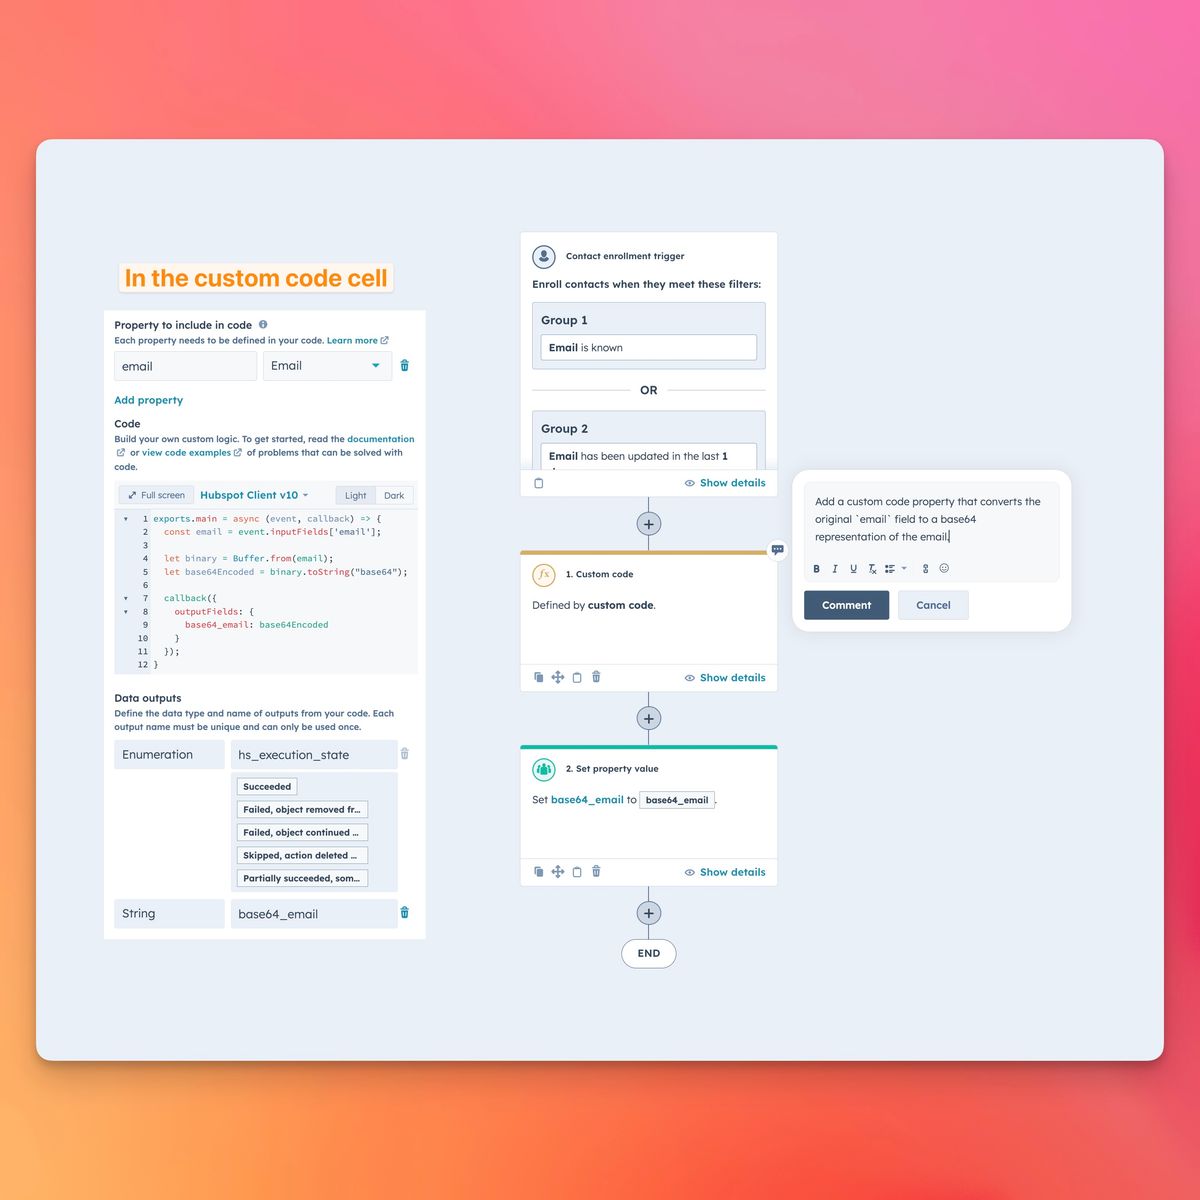 In the custom code cell
Property to include in code
Each property needs to be defined in your code. Learn more
email
Email
Add property
Code
Build your own custom logic. To get started, read the documentation
or view code examples of problems that can be solved with
code.
Full screen
Hubspot Client v10
Light
Dark
1 exports.main = async (event, callback) => {
2 const email = event.inputFields['email'];
3
4 let binary = Buffer.from(email);
5 let base64Encoded = binary.toString("base64");
6
7 callback({
8 outputFields: {
9 base64_email: base64Encoded
10 }
11 });
12 }
Data outputs
Define the data type and name of outputs from your code. Each
output name must be unique and can only be used once.
Enumeration
hs_execution_state
Succeeded
Failed, object removed fr...
Failed, object continued ...
Skipped, action deleted ...
Partially succeeded, som...
String
base64_email
Contact enrollment trigger
Enroll contacts when they meet these filters:
Group 1
Email is known
OR
Group 2
Email has been updated in the last 1
Show details
1. Custom code
Defined by custom code.
Show details
2. Set property value
Set base64_email to base64_email.
Show details
END
Add a custom code property that converts the
original `email` field to a base64
representation of the email.
B I U Tx
Comment
Cancel